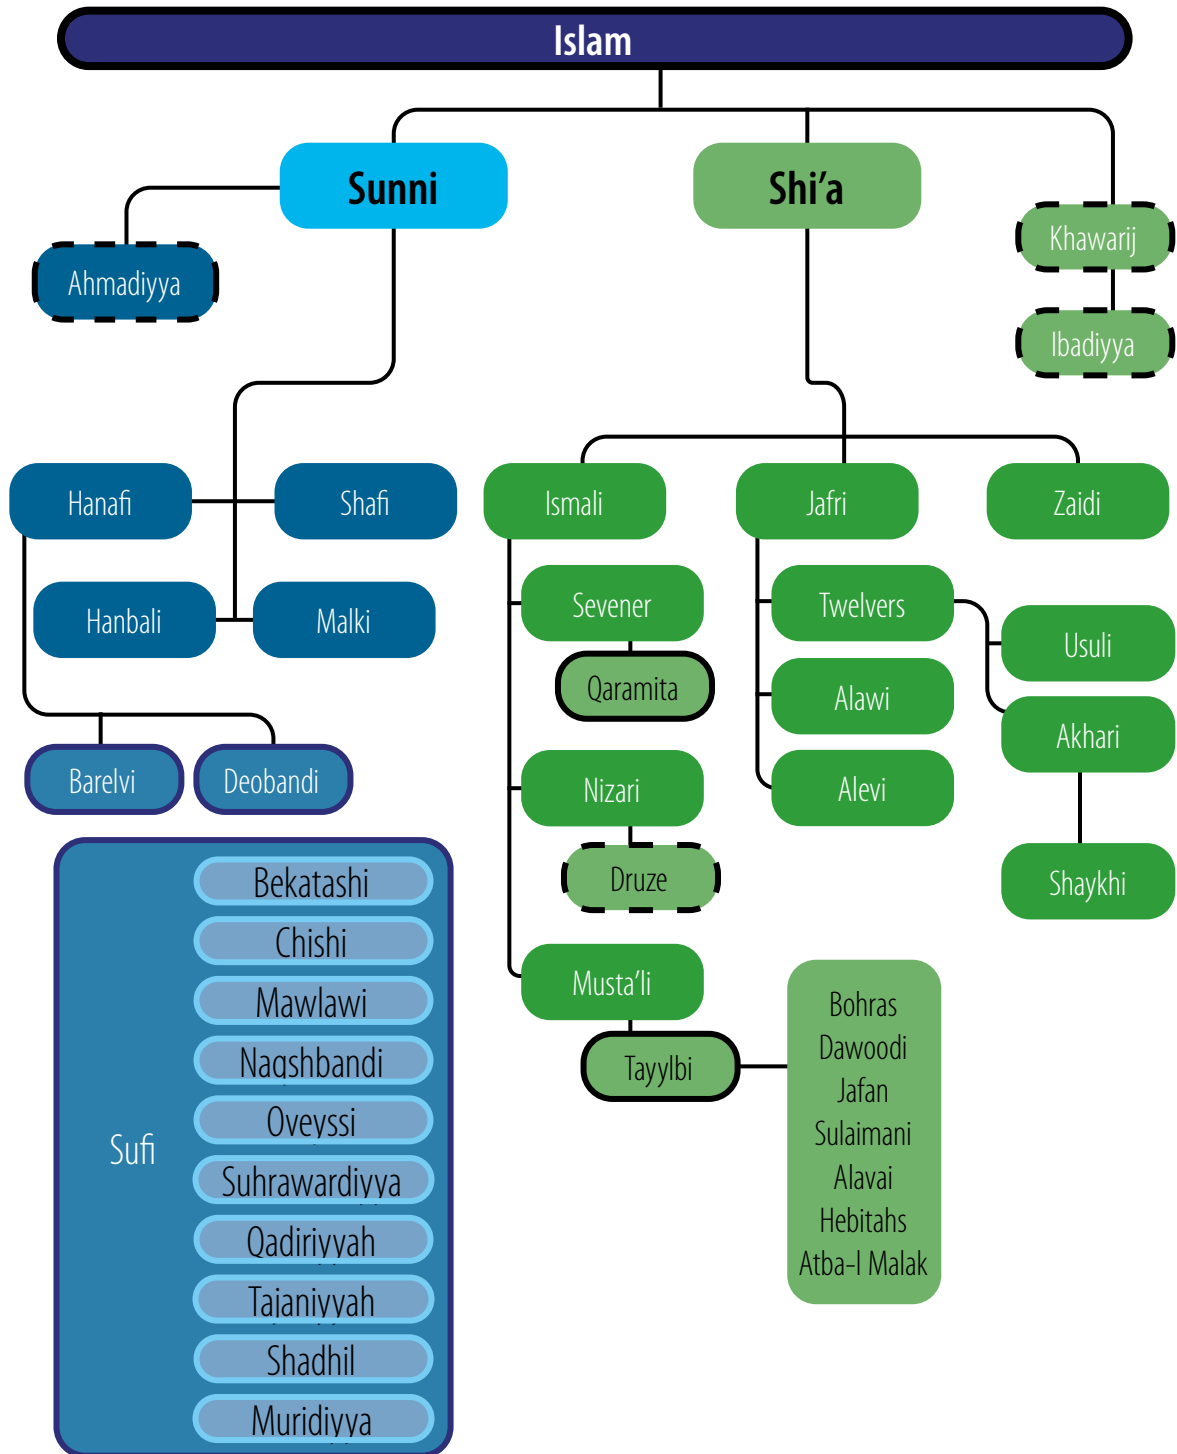 Islam
Sunni
Shi’a
Ahmadiyya
Khawarij
Ibadiyya
Hanafi
Shafi
Hanbali
Malki
Barelvi
Deobandi
Ismali
Jafri
Zaidi
Sevener
Qaramita
Nizari
Druze
Musta’li
Tayylbi
Twelvers
Alawi
Alevi
Usuli
Akhari
Shaykhi
Bohras
Dawoodi
Jafan
Sulaimani
Alavai
Hebitahs
Atba-l Malak
Sufi
Bekatashi
Chishi
Mawlawi
Naqshbandi
Oveyssi
Suhrawardiyya
Qadiriyyah
Tajaniyyah
Shadhil
Muridiyya